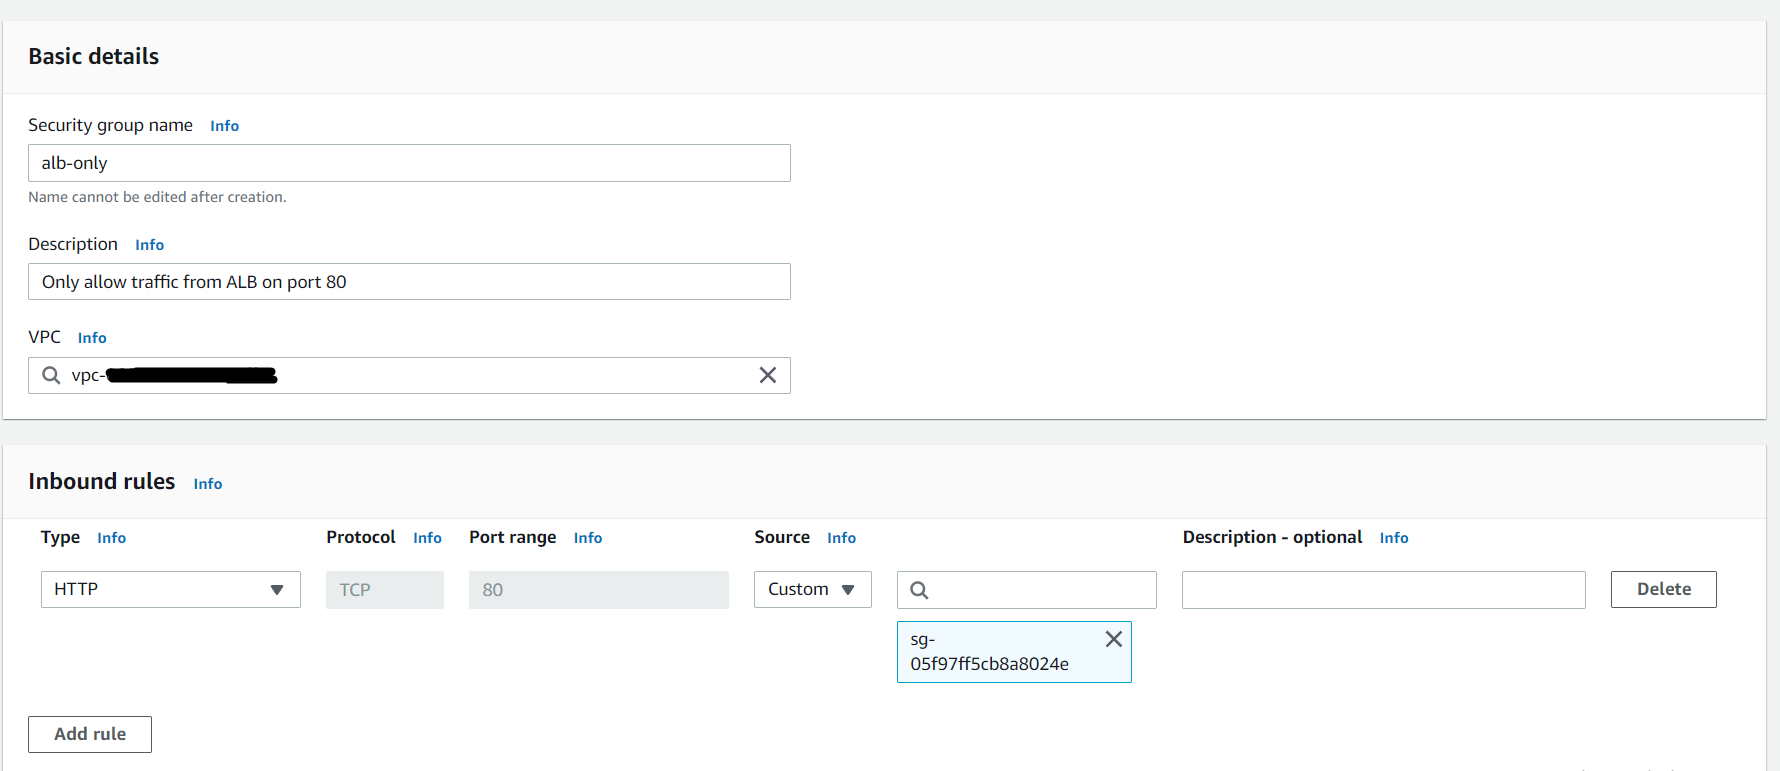 Basic details
Security group name Info
alb-only
Name cannot be edited after creation.
Description Info
Only allow traffic from ALB on port 80
VPC Info
vpc-
Inbound rules Info
Type Info Protocol Info Port range Info Source Info Description - optional Info
HTTP TCP 80 Custom Delete
sg-
05f97ff5cb8a8024e
Add rule